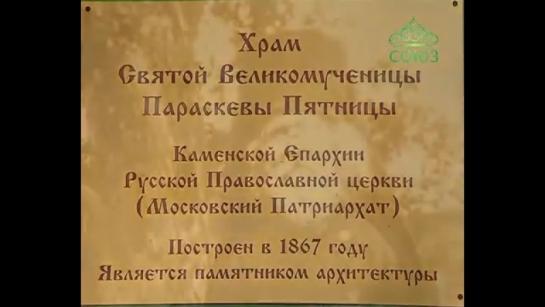 Храм
СОЮЗ
Святой Великомученицы
Параскевы Пятницы
Каменской Епархии
Русской Православной церкви
(Московский Патриархат)
Построен в 1867 году
Является памятником архитектуры